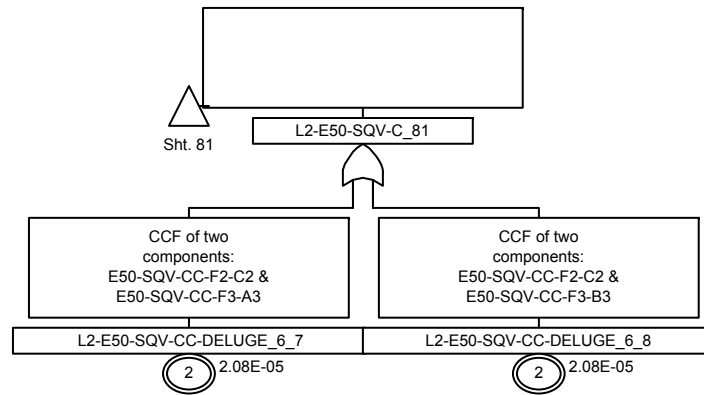 Sht. 81
L2-E50-SQV-C_81
CCF of two
components:
E50-SQV-CC-F2-C2 &
E50-SQV-CC-F3-A3
L2-E50-SQV-CC-DELUGE_6_7
2
2.08E-05
CCF of two
components:
E50-SQV-CC-F2-C2 &
E50-SQV-CC-F3-B3
L2-E50-SQV-CC-DELUGE_6_8
2
2.08E-05